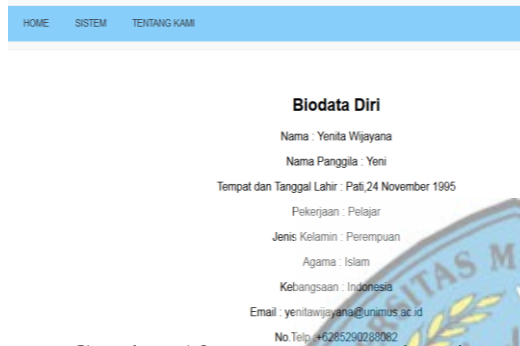 HOME SISTEM TENTANG KAMI
Biodata Diri
Nama : Yenita Wijayana
Nama Panggila : Yeni
Tempat dan Tanggal Lahir : Pati,24 November 1995
Pekerjaan : Pelajar
Jenis Kelamin : Perempuan
Agama : Islam
Kebangsaan : Indonesia
Email : yenitawijayana@unimus.ac.id
No.Telp :+6285290288082